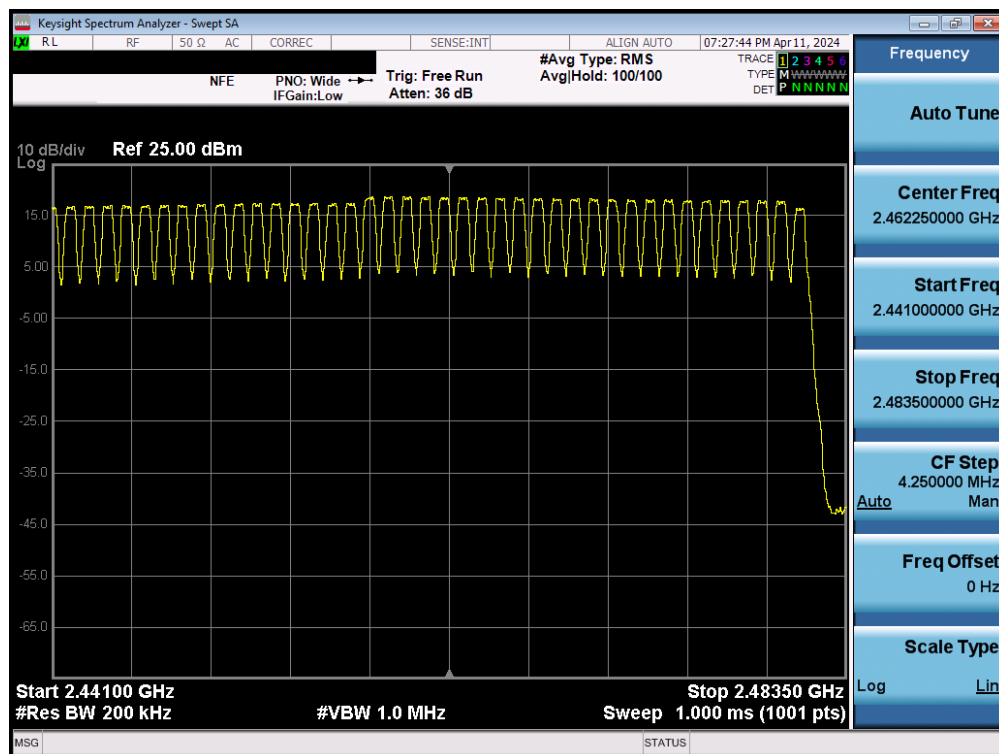 Keysight Spectrum Analyzer - Swept SA
LXI RL RF 50 Ω AC CORREC SENSE:INT ALIGN AUTO 07:27:44 PM Apr 11, 2024
NFE
PNO: Wide
IFGain:Low
Trig: Free Run
Atten: 36 dB
#Avg Type: RMS
Avg|Hold: 100/100
TRACE 1 2 3 4 5 6
TYPE M W W W W W
DET P N N N N N
10 dB/div
Log
Ref 25.00 dBm
15.0
5.00
-5.00
-15.0
-25.0
-35.0
-45.0
-55.0
-65.0
Start 2.44100 GHz
Stop 2.48350 GHz
#Res BW 200 kHz
#VBW 1.0 MHz
Sweep 1.000 ms (1001 pts)
MSG
STATUS
Frequency
Auto Tune
Center Freq
2.462250000 GHz
Start Freq
2.441000000 GHz
Stop Freq
2.483500000 GHz
CF Step
4.250000 MHz
Auto Man
Freq Offset
0 Hz
Scale Type
Log Lin